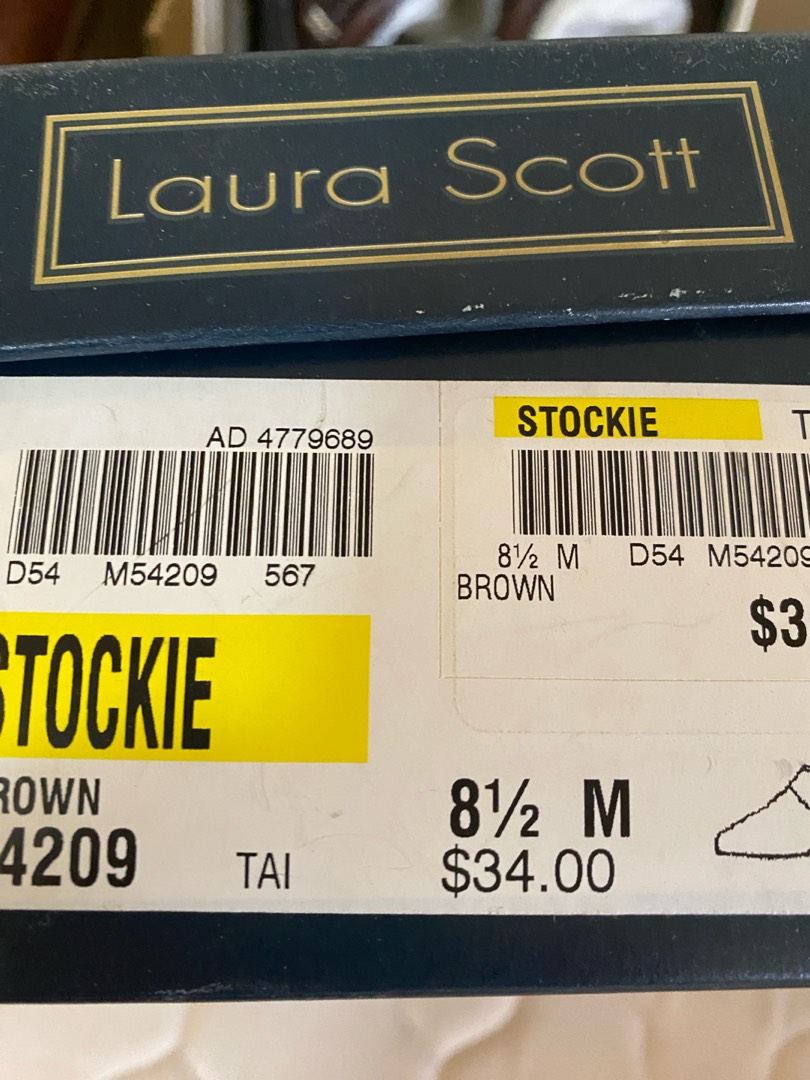 Laura Scott
AD 4779689
D54 M54209 567
STOCKIE
ROWN
4209
TAI
8½ M
$34.00
STOCKIE T
8½ M D54 M54209
BROWN
$3